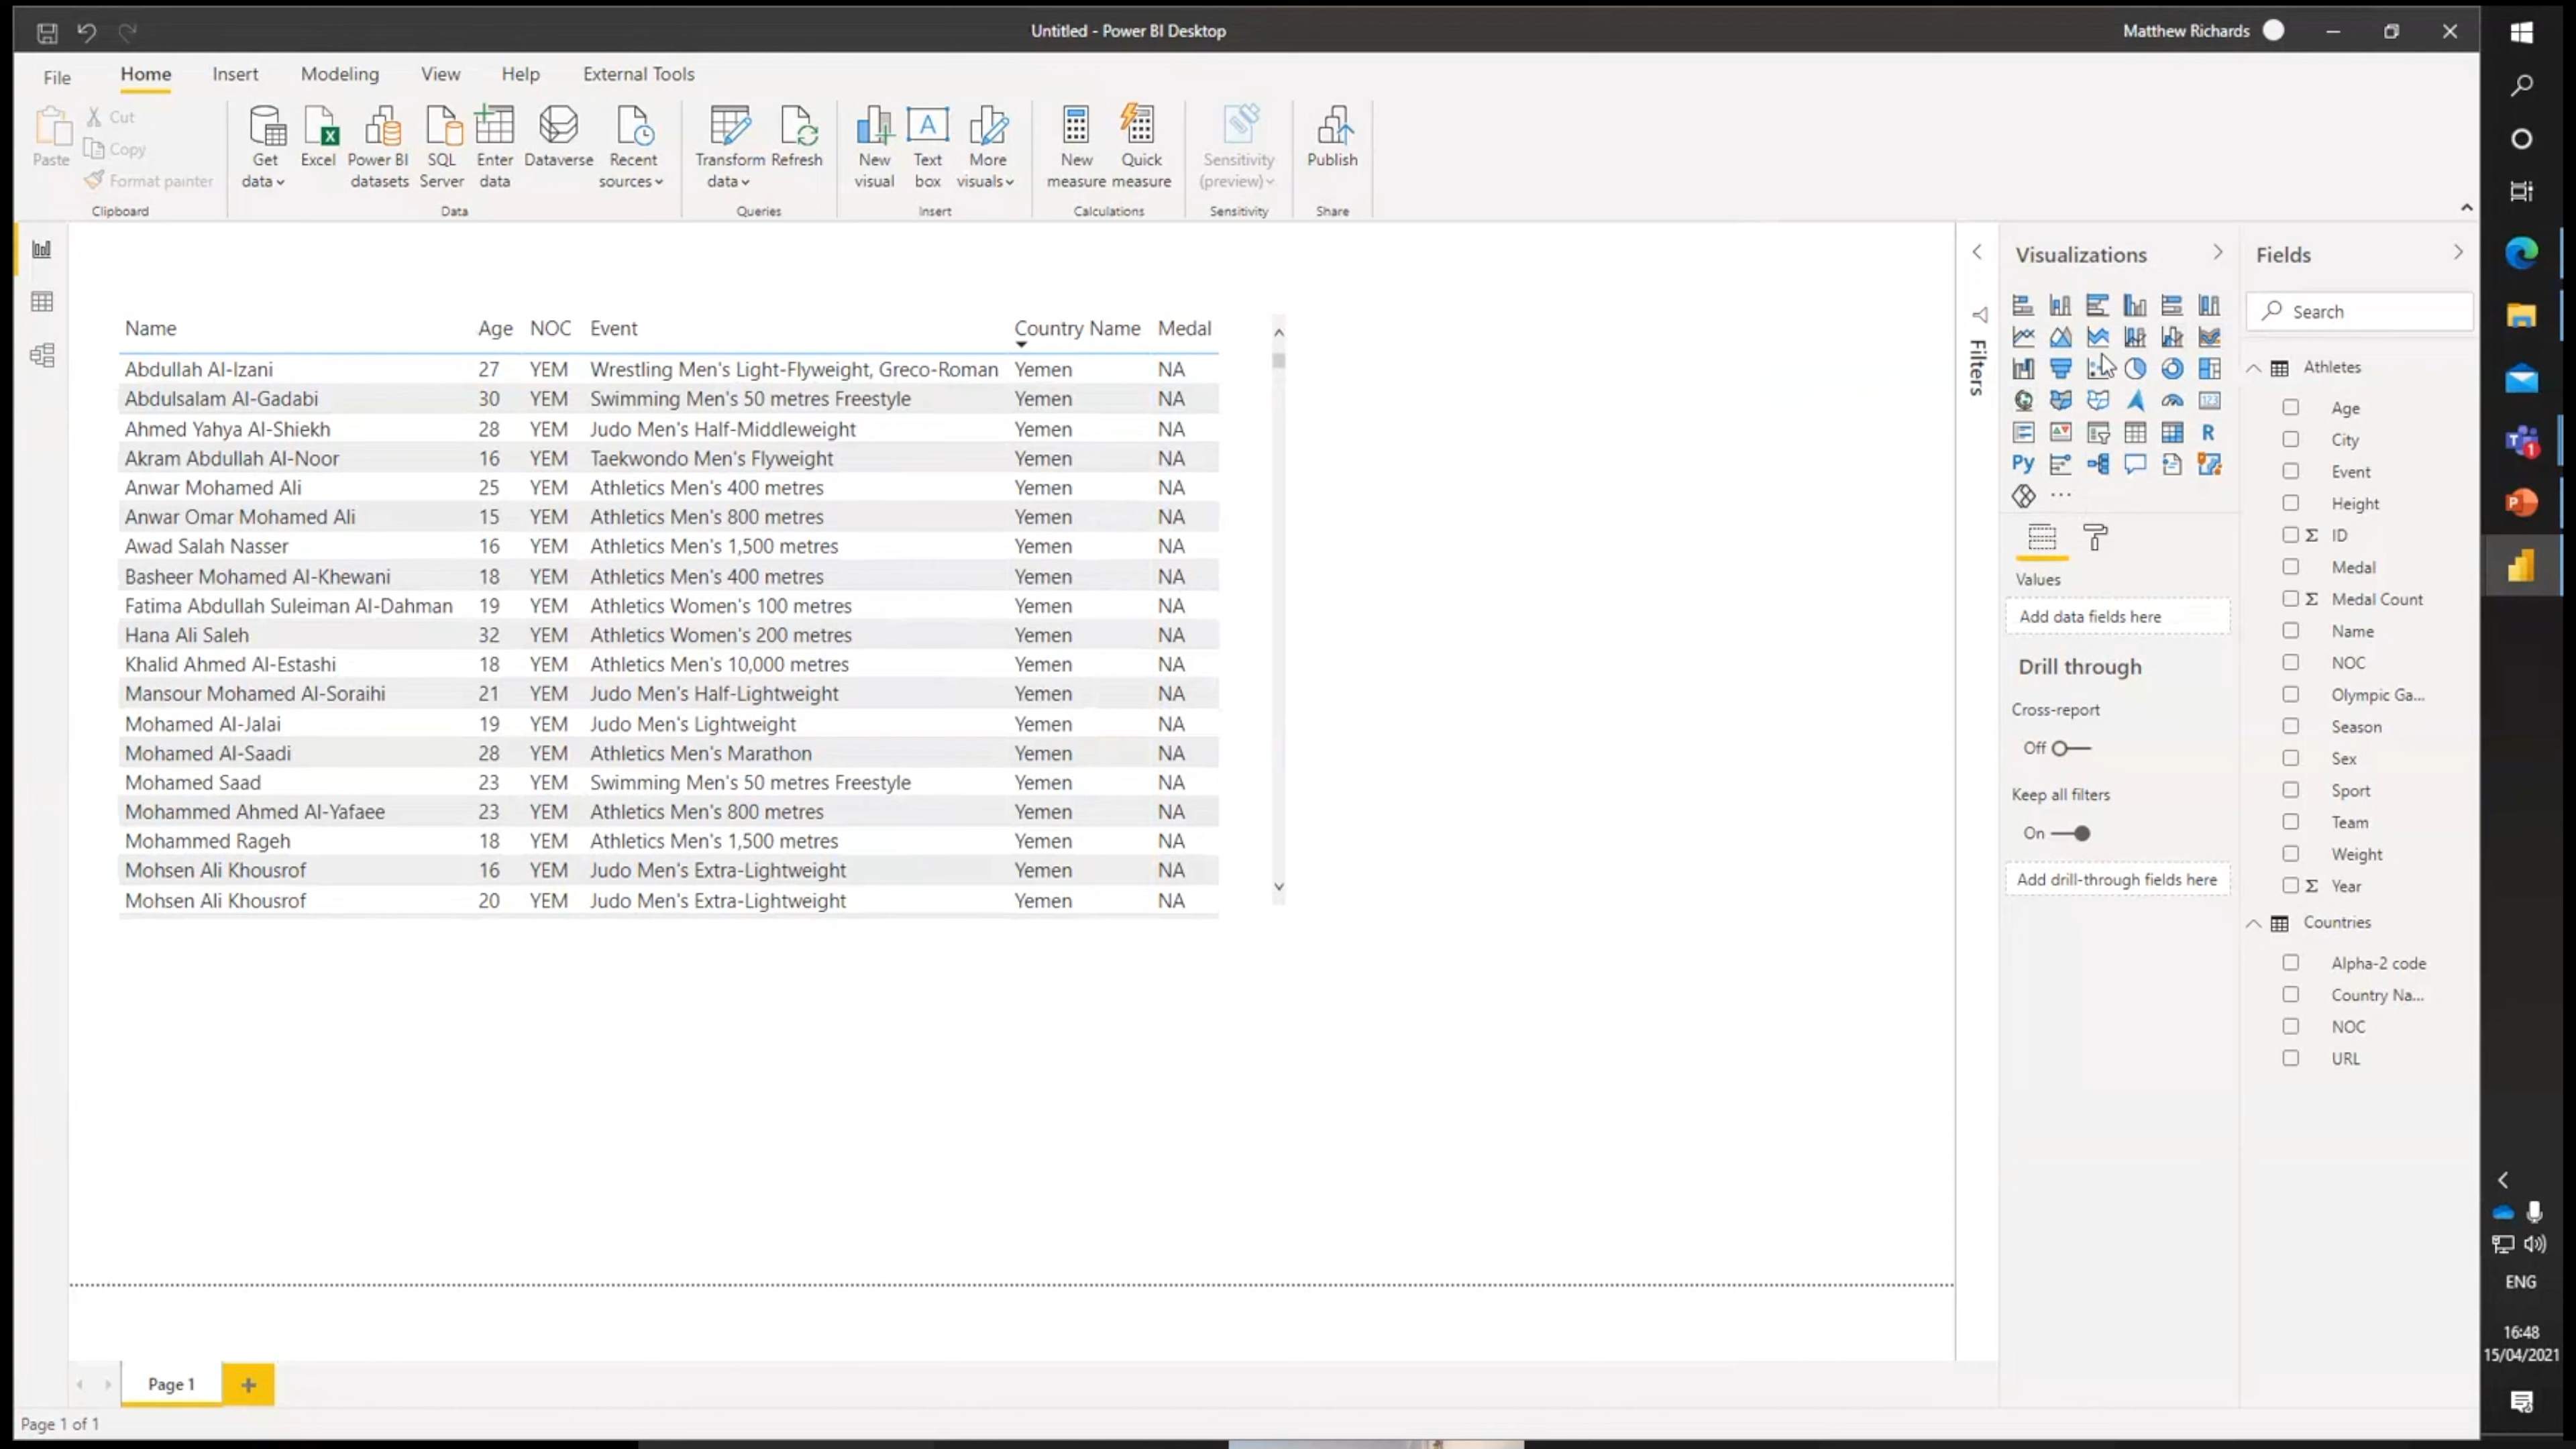 Untitled - Power BI Desktop
Matthew Richards
File Home Insert Modeling View Help External Tools
Paste
Cut
Copy
Format painter
Clipboard
Get data
Excel
Power BI datasets
SQL Server
Enter data
Dataverse
Recent sources
Data
Transform data
Refresh
Queries
New visual
Text box
More visuals
Insert
New measure
Quick measure
Calculations
Sensitivity (preview)
Sensitivity
Publish
Share
Name Age NOC Event Country Name Medal
Abdullah Al-Izani 27 YEM Wrestling Men's Light-Flyweight, Greco-Roman Yemen NA
Abdulsalam Al-Gadabi 30 YEM Swimming Men's 50 metres Freestyle Yemen NA
Ahmed Yahya Al-Shiekh 28 YEM Judo Men's Half-Middleweight Yemen NA
Akram Abdullah Al-Noor 16 YEM Taekwondo Men's Flyweight Yemen NA
Anwar Mohamed Ali 25 YEM Athletics Men's 400 metres Yemen NA
Anwar Omar Mohamed Ali 15 YEM Athletics Men's 800 metres Yemen NA
Awad Salah Nasser 16 YEM Athletics Men's 1,500 metres Yemen NA
Basheer Mohamed Al-Khewani 18 YEM Athletics Men's 400 metres Yemen NA
Fatima Abdullah Suleiman Al-Dahman 19 YEM Athletics Women's 100 metres Yemen NA
Hana Ali Saleh 32 YEM Athletics Women's 200 metres Yemen NA
Khalid Ahmed Al-Estashi 18 YEM Athletics Men's 10,000 metres Yemen NA
Mansour Mohamed Al-Soraihi 21 YEM Judo Men's Half-Lightweight Yemen NA
Mohamed Al-Jalai 19 YEM Judo Men's Lightweight Yemen NA
Mohamed Al-Saadi 28 YEM Athletics Men's Marathon Yemen NA
Mohamed Saad 23 YEM Swimming Men's 50 metres Freestyle Yemen NA
Mohammed Ahmed Al-Yafaee 23 YEM Athletics Men's 800 metres Yemen NA
Mohammed Rageh 18 YEM Athletics Men's 1,500 metres Yemen NA
Mohsen Ali Khousrof 16 YEM Judo Men's Extra-Lightweight Yemen NA
Mohsen Ali Khousrof 20 YEM Judo Men's Extra-Lightweight Yemen NA
Filters
Visualizations
123
R
Py
Values
Add data fields here
Drill through
Cross-report
Off
Keep all filters
On
Add drill-through fields here
Fields
Search
Athletes
Age
City
Event
Height
Σ ID
Medal
Σ Medal Count
Name
NOC
Olympic Ga...
Season
Sex
Sport
Team
Weight
Σ Year
Countries
Alpha-2 code
Country Na...
NOC
URL
Page 1
Page 1 of 1
ENG
16:48
15/04/2021